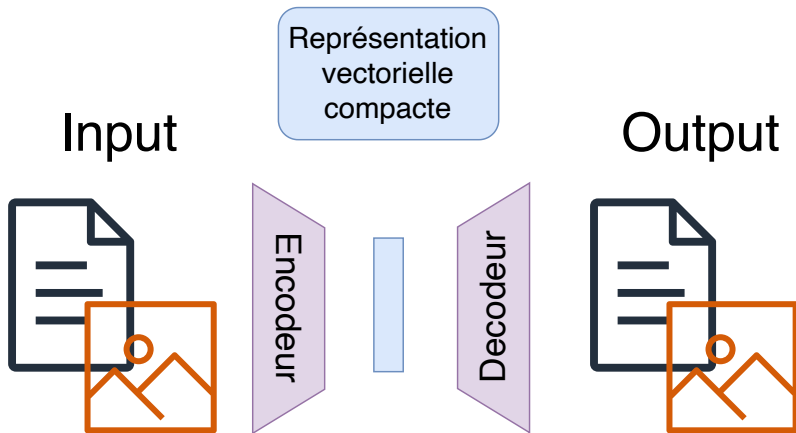 Représentation
vectorielle
compacte
Input
Output
Encodeur
Decodeur